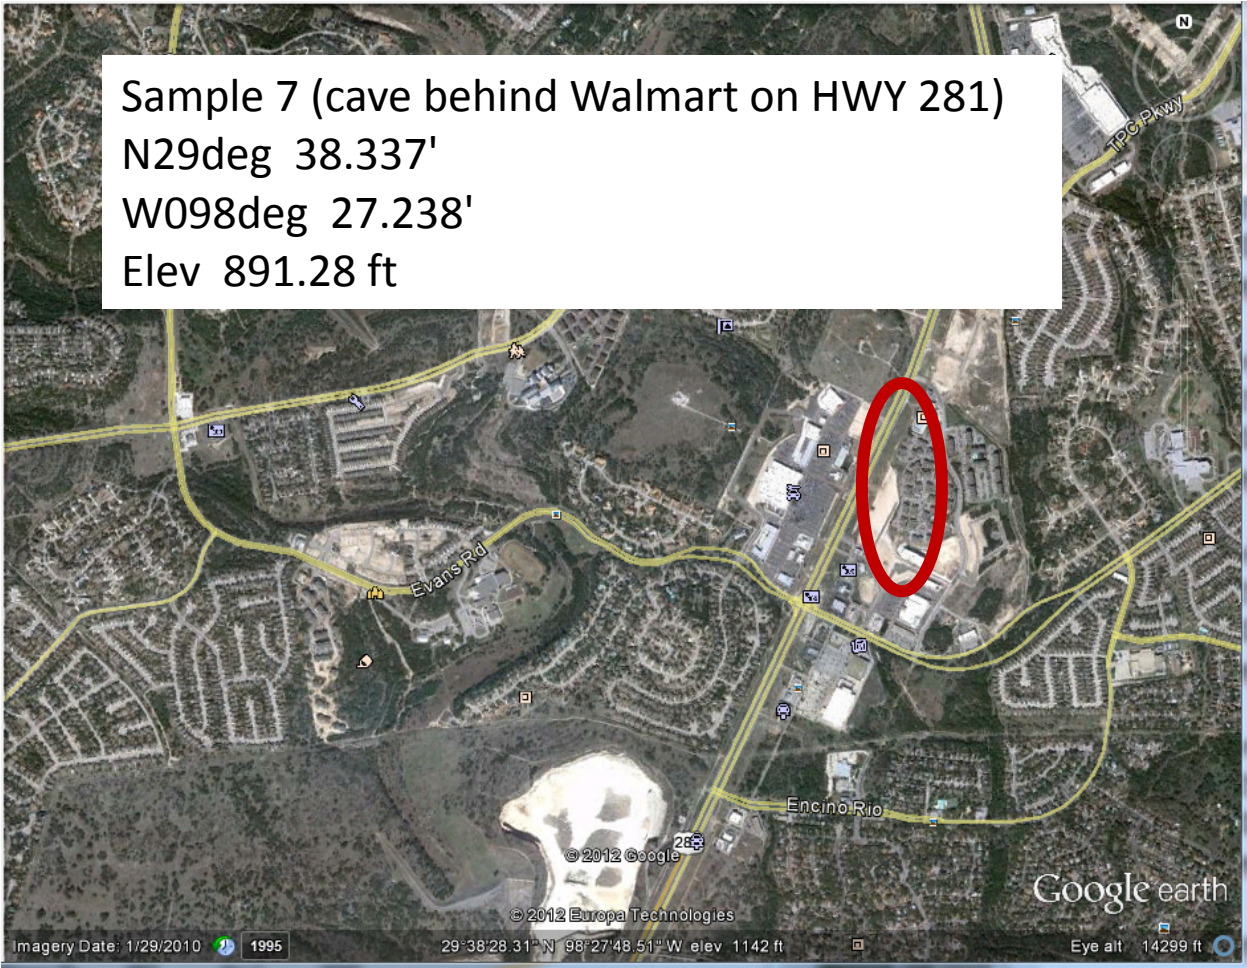 N
Sample 7 (cave behind Walmart on HWY 281)
N29deg  38.337'
W098deg  27.238'
Elev  891.28 ft
TPC Pkwy
Evans Rd
Encino Rio
© 2012 Google
© 2012 Europa Technologies
Google earth
Imagery Date: 1/29/2010 1995 29°38'28.31" N 98°27'48.51" W elev 1142 ft Eye alt 14299 ft